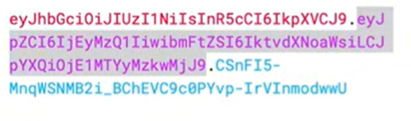 eyJhbGciOiJIUzI1NiIsInR5cCI6IkpXVCJ9.eyJ
pZCI6IjEyMzQ1IiwibmFtZSI6IktvdXNoaWsiLCJ
pYXQiOjE1MTYyMzkwMjJ9.CSnFI5-
MnqWSNMB2i_BChEVC9c0PYvp-IrVInmodwwU